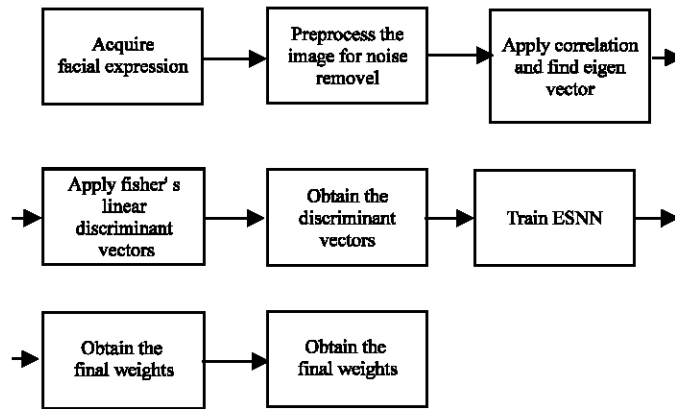 Acquire
facial expression
Preprocess the
image for noise
removel
Apply correlation
and find eigen
vector
Apply fisher's
linear
discriminant
vectors
Obtain the
discriminant
vectors
Train ESNN
Obtain the
final weights
Obtain the
final weights